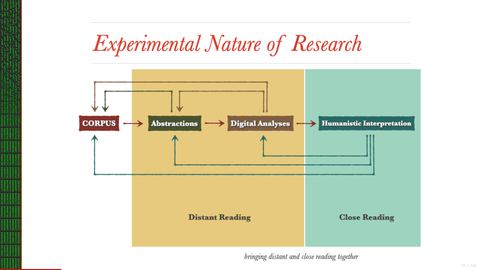 Experimental Nature of Research
CORPUS
Abstractions
Digital Analyses
Humanistic Interpretation
Distant Reading
Close Reading
bringing distant and close reading together